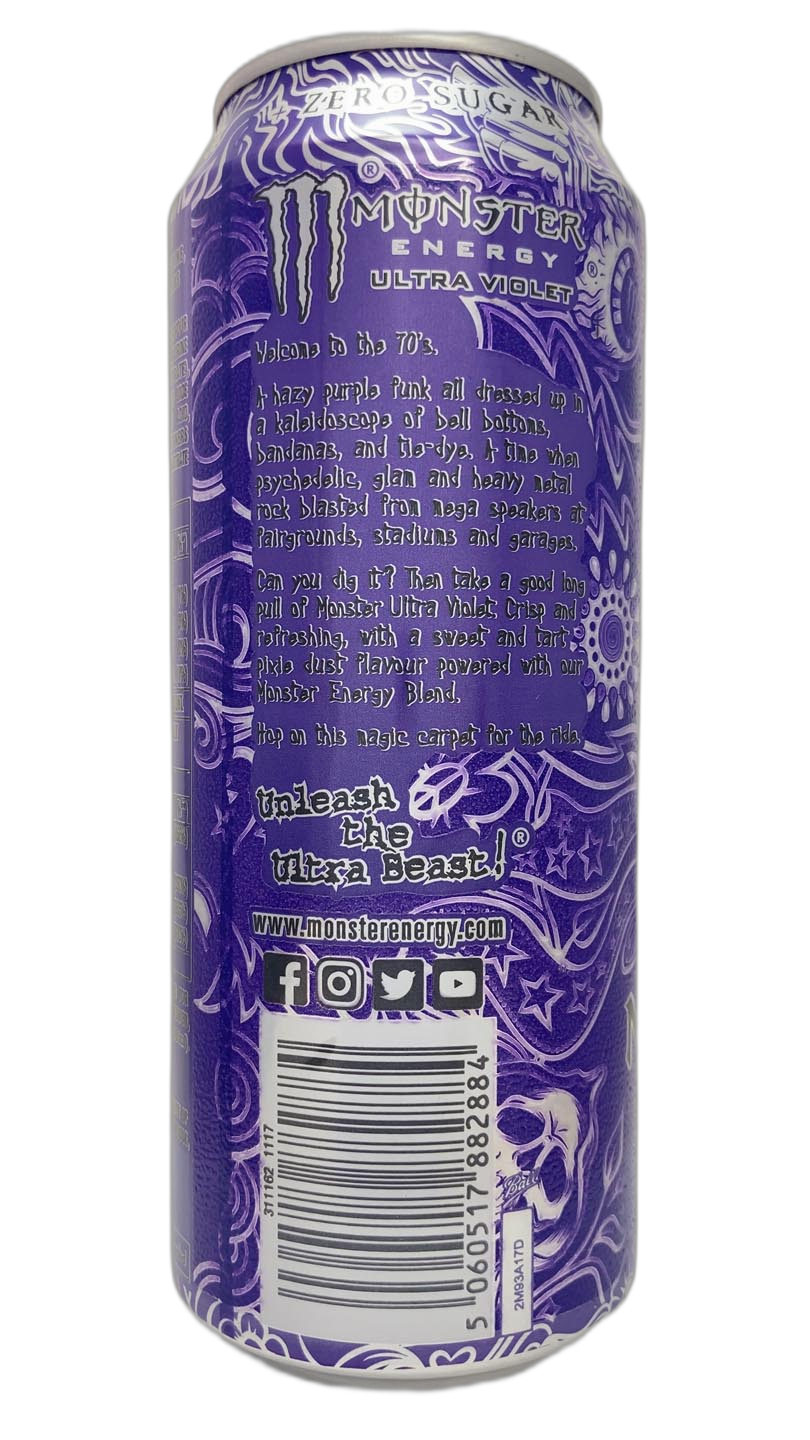 ZERO SUGAR
®
MONSTER
ENERGY
®
ULTRA VIOLET
Welcome to the 70's.
A hazy purple funk all dressed up in
a kaleidoscope of bell bottoms,
bandanas, and tie-dye. A time when
psychedelic, glam and heavy metal
rock blasted from mega speakers at
fairgrounds, stadiums and garages.
Can you dig it? Then take a good long
pull of Monster Ultra Violet. Crisp and
refreshing, with a sweet and tart
pixie dust flavour powered with our
Monster Energy Blend.
Hop on this magic carpet for the ride.
Unleash
the
Ultra Beast!®
www.monsterenergy.com
311162 1117
5 060517 882884
Ball
2M93A17D